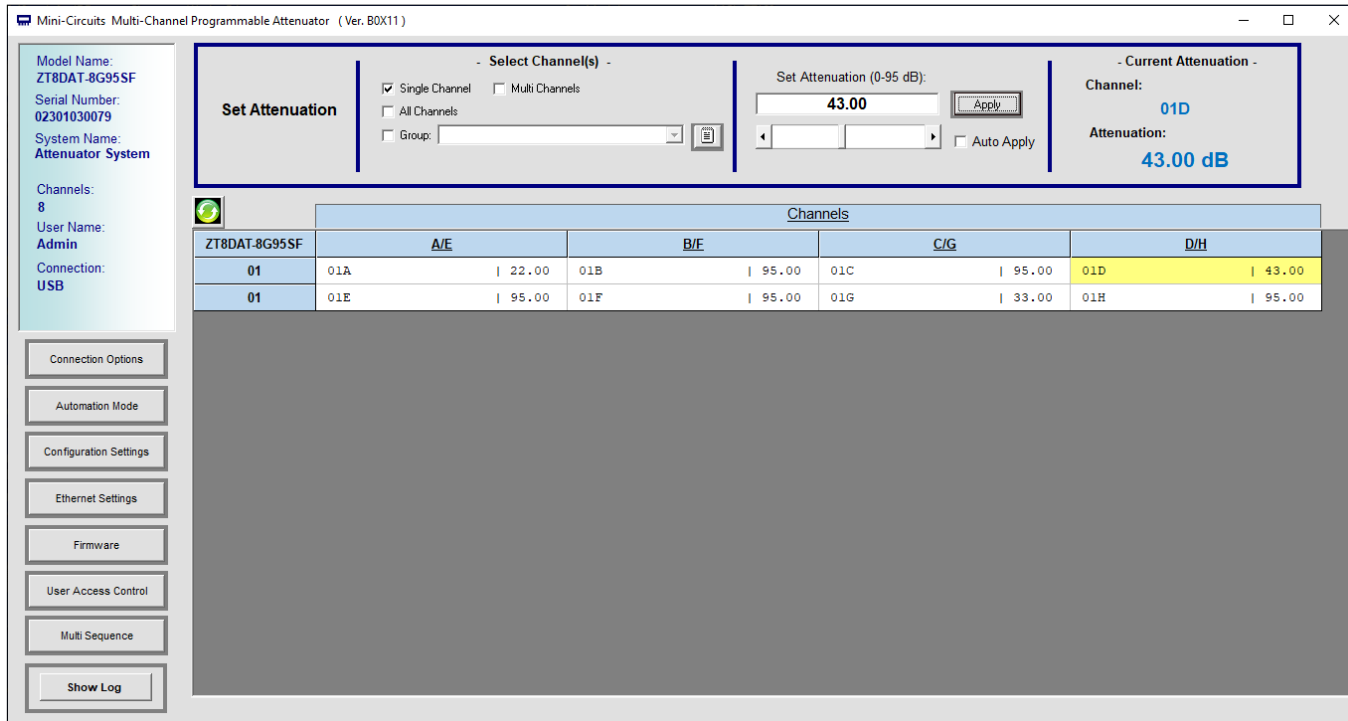 Mini-Circuits Multi-Channel Programmable Attenuator ( Ver. B0X11 )
Model Name:
ZT8DAT-8G95SF
Serial Number:
02301030079
System Name:
Attenuator System
Channels:
8
User Name:
Admin
Connection:
USB
Connection Options
Automation Mode
Configuration Settings
Ethernet Settings
Firmware
User Access Control
Multi Sequence
Show Log
Set Attenuation
- Select Channel(s) -
Single Channel Multi Channels
All Channels
Group:
Set Attenuation (0-95 dB):
43.00 Apply
Auto Apply
- Current Attenuation -
Channel:
01D
Attenuation:
43.00 dB
Channels
ZT8DAT-8G95SF A/E B/F C/G D/H
01 01A | 22.00 01B | 95.00 01C | 95.00 01D | 43.00
01 01E | 95.00 01F | 95.00 01G | 33.00 01H | 95.00